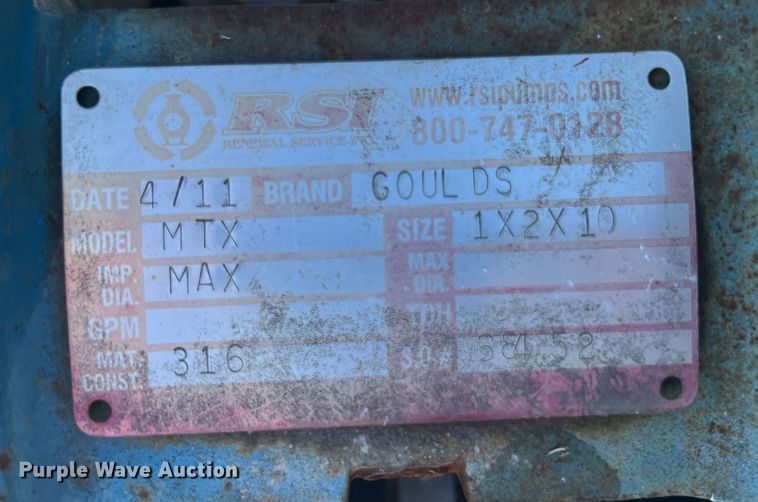 RSI
RENEWAL SERVICE INC.
www.rsipumps.com
800-747-0128
DATE 4/11 BRAND GOULDS
MODEL MTX SIZE 1X2X10
IMP. DIA. MAX MAX DIA.
GPM TDH
MAT. CONST. 316 S.O.# 68452
Purple Wave Auction